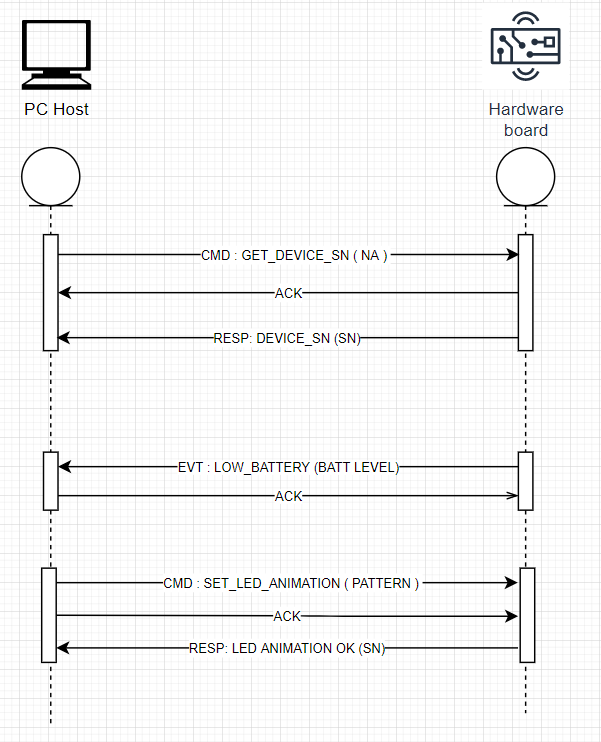 PC Host
Hardware
board
CMD : GET_DEVICE_SN ( NA )
ACK
RESP: DEVICE_SN (SN)
EVT : LOW_BATTERY (BATT LEVEL)
ACK
CMD : SET_LED_ANIMATION ( PATTERN )
ACK
RESP: LED ANIMATION OK (SN)